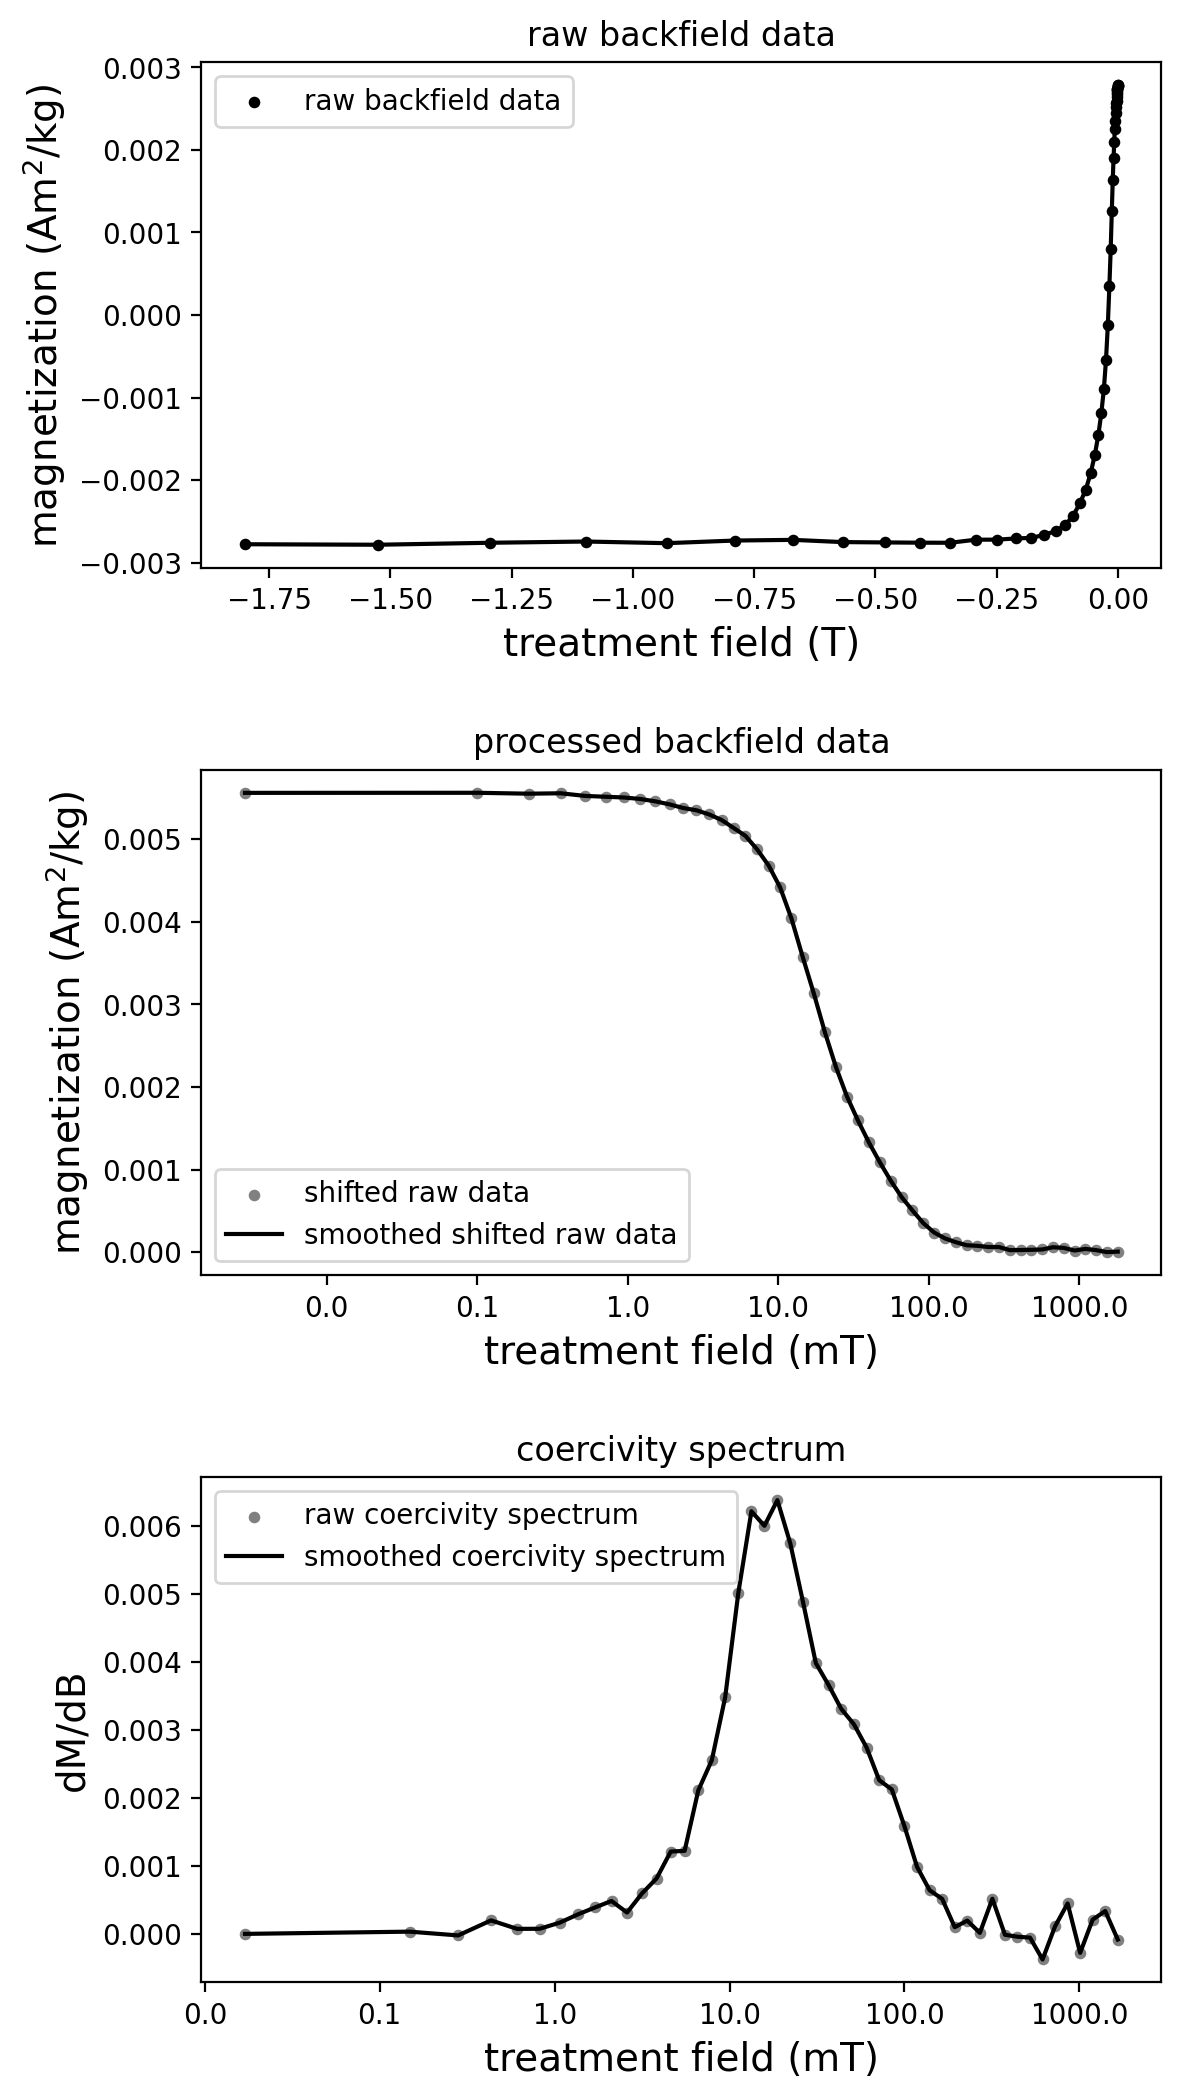 raw backfield data
magnetization (Am²/kg)
0.003
0.002
0.001
0.000
−0.001
−0.002
−0.003
raw backfield data
−1.75 −1.50 −1.25 −1.00 −0.75 −0.50 −0.25 0.00
treatment field (T)
processed backfield data
magnetization (Am²/kg)
0.005
0.004
0.003
0.002
0.001
0.000
shifted raw data
smoothed shifted raw data
0.0 0.1 1.0 10.0 100.0 1000.0
treatment field (mT)
coercivity spectrum
dM/dB
0.006
0.005
0.004
0.003
0.002
0.001
0.000
raw coercivity spectrum
smoothed coercivity spectrum
0.0 0.1 1.0 10.0 100.0 1000.0
treatment field (mT)